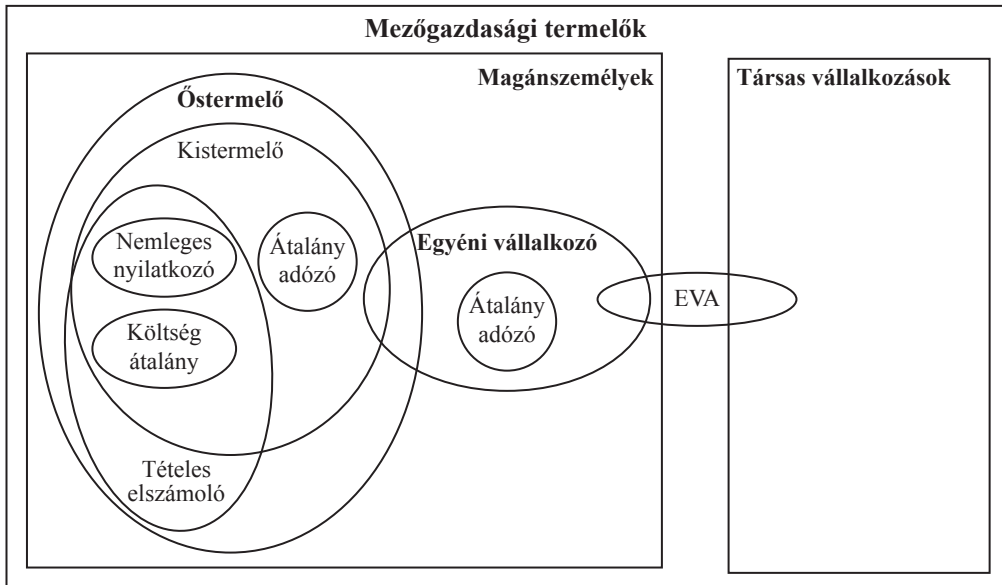 Mezőgazdasági termelők
Magánszemélyek
Társas vállalkozások
Őstermelő
Kistermelő
Nemleges
nyilatkozó
Átalány
adózó
Költség
átalány
Tételes
elszámoló
Egyéni vállalkozó
Átalány
adózó
EVA